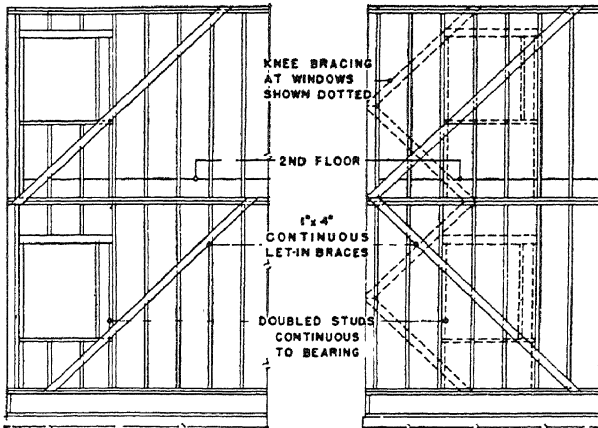 KNEE BRACING
AT WINDOWS
SHOWN DOTTED
2ND FLOOR
1" x 4"
CONTINUOUS
LET-IN BRACES
DOUBLED STUDS
CONTINUOUS
TO BEARING